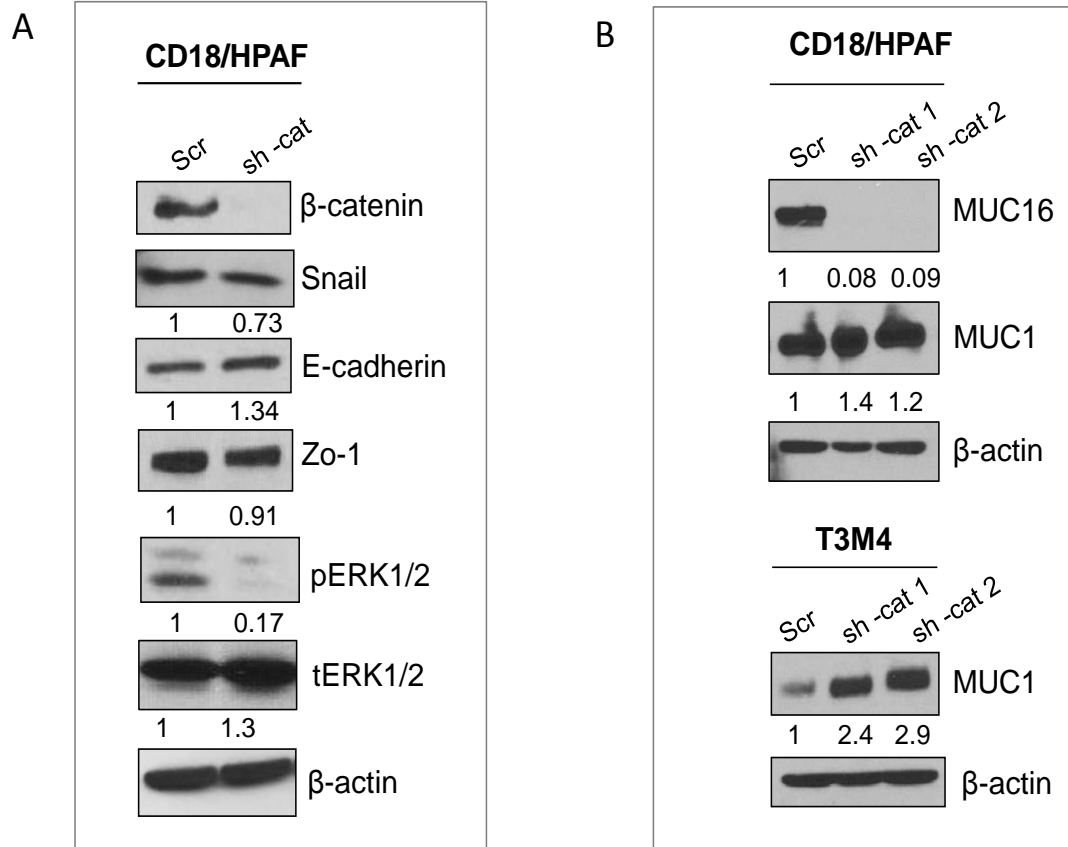 A
CD18/HPAF
Scr sh -cat
β-catenin
Snail
1 0.73
E-cadherin
1 1.34
Zo-1
1 0.91
pERK1/2
1 0.17
tERK1/2
1 1.3
β-actin
B
CD18/HPAF
Scr sh -cat 1 sh -cat 2
MUC16
1 0.08 0.09
MUC1
1 1.4 1.2
β-actin
T3M4
Scr sh -cat 1 sh -cat 2
MUC1
1 2.4 2.9
β-actin